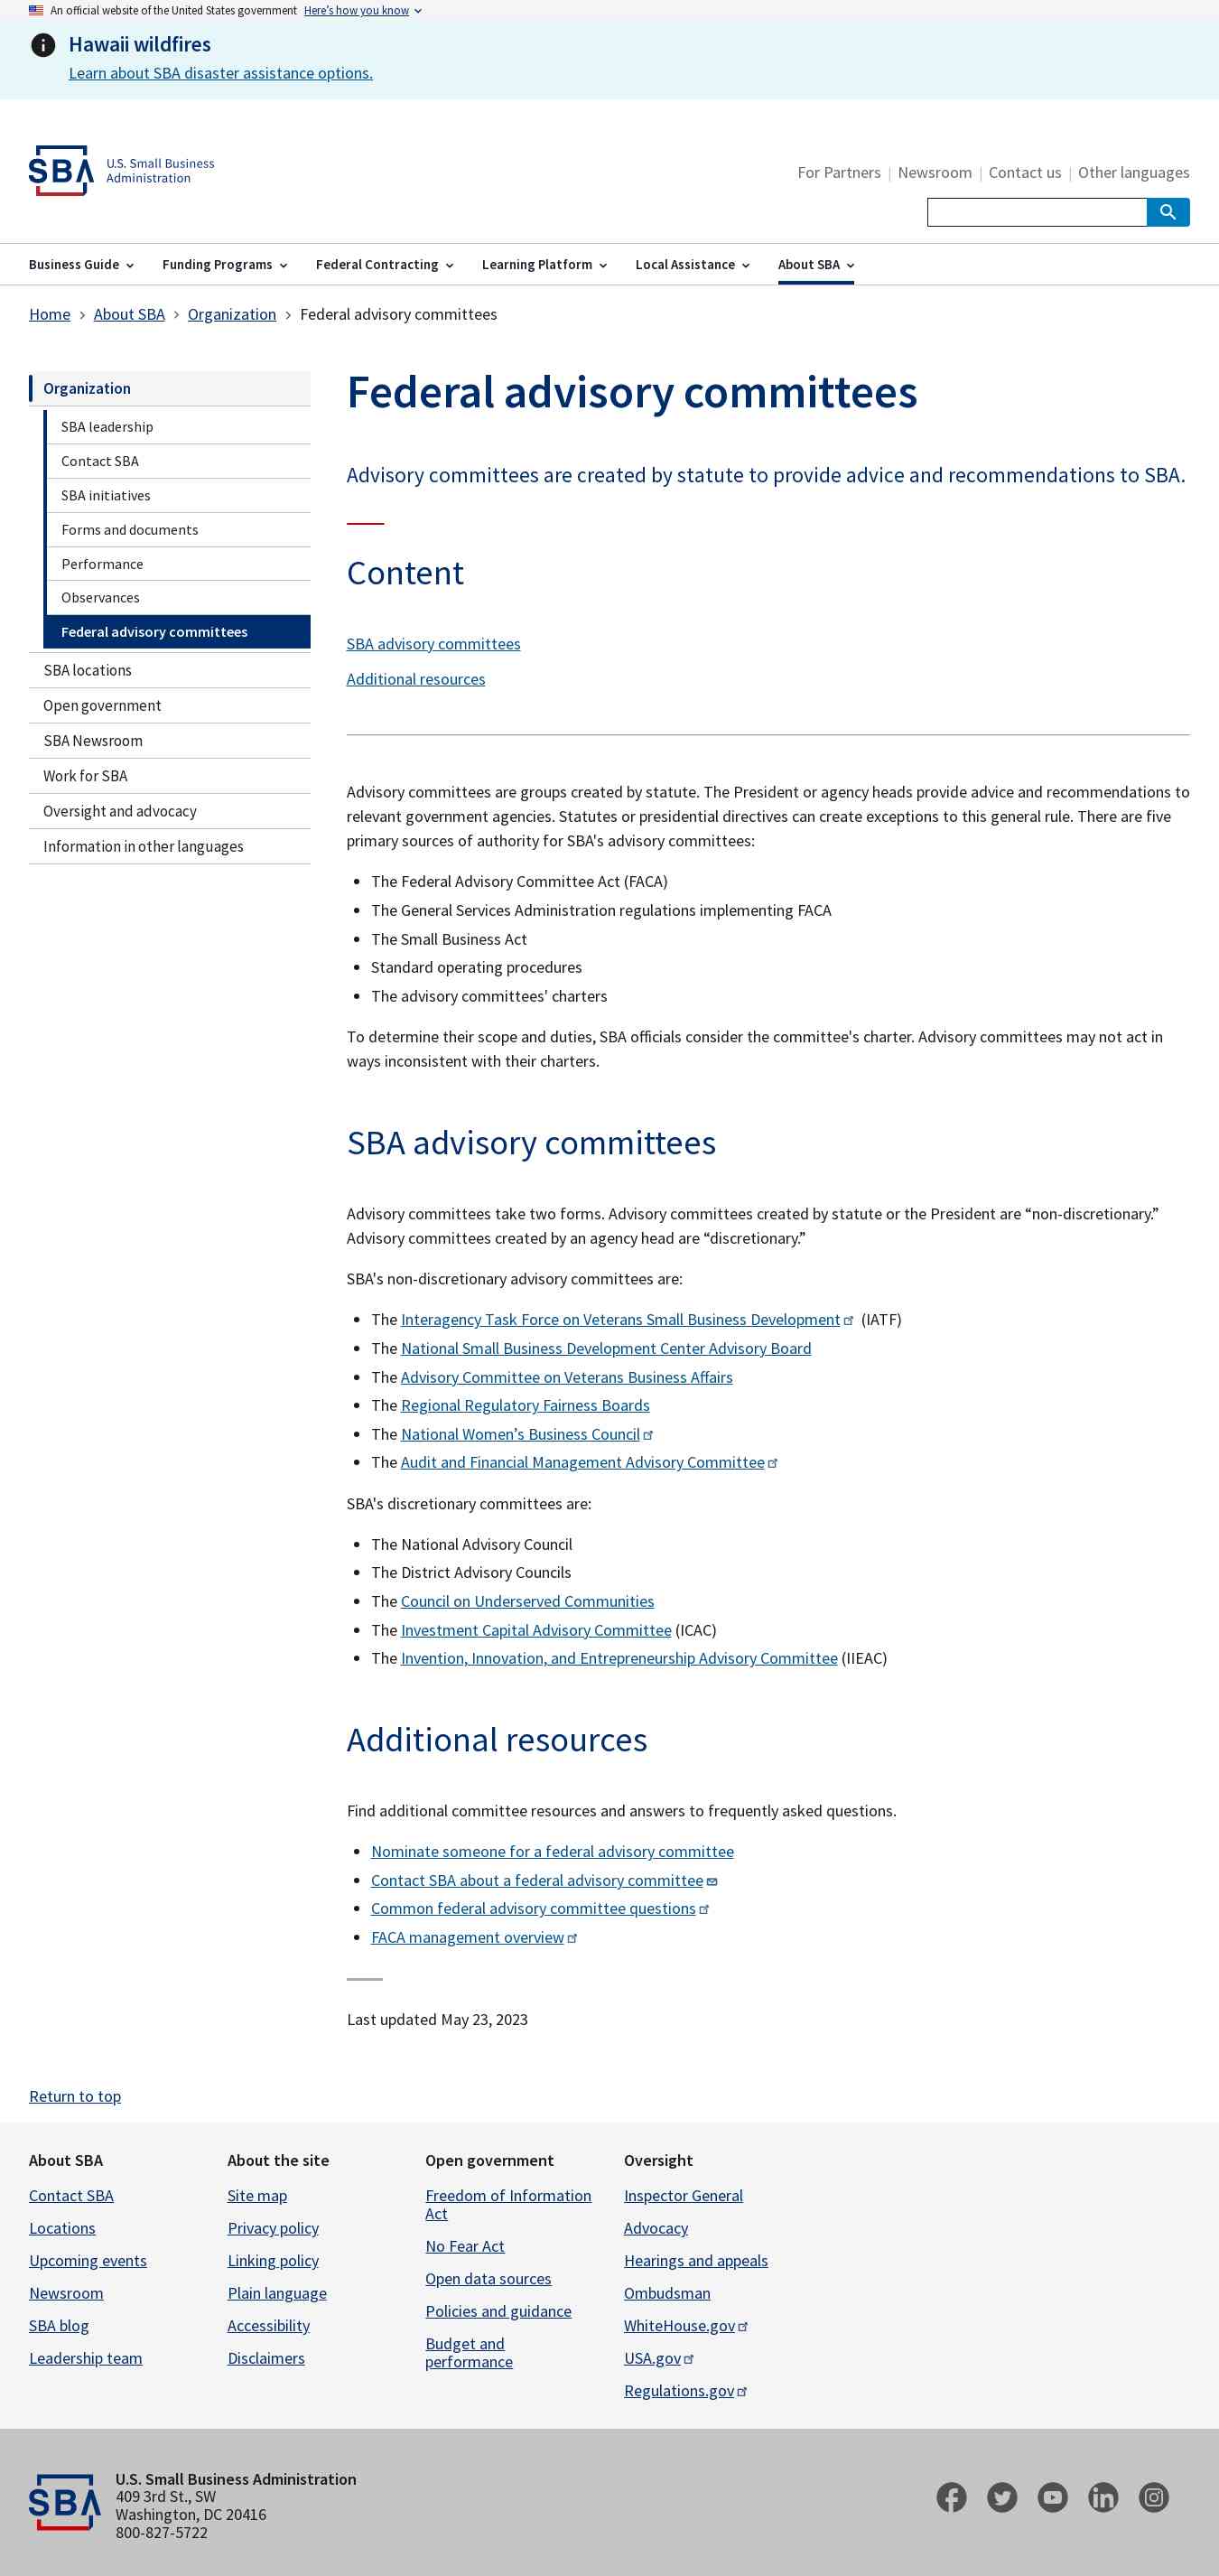 An official website of the United States government Here’s how you know
Hawaii wildfires
Learn about SBA disaster assistance options.
SBA U.S. Small Business
Administration
For Partners | Newsroom | Contact us | Other languages
Business Guide Funding Programs Federal Contracting Learning Platform Local Assistance About SBA
Home > About SBA > Organization > Federal advisory committees
Organization
SBA leadership
Contact SBA
SBA initiatives
Forms and documents
Performance
Observances
Federal advisory committees
SBA locations
Open government
SBA Newsroom
Work for SBA
Oversight and advocacy
Information in other languages
Federal advisory committees
Advisory committees are created by statute to provide advice and recommendations to SBA.
Content
SBA advisory committees
Additional resources
Advisory committees are groups created by statute. The President or agency heads provide advice and recommendations to
relevant government agencies. Statutes or presidential directives can create exceptions to this general rule. There are five
primary sources of authority for SBA's advisory committees:
• The Federal Advisory Committee Act (FACA)
• The General Services Administration regulations implementing FACA
• The Small Business Act
• Standard operating procedures
• The advisory committees' charters
To determine their scope and duties, SBA officials consider the committee's charter. Advisory committees may not act in
ways inconsistent with their charters.
SBA advisory committees
Advisory committees take two forms. Advisory committees created by statute or the President are “non-discretionary.”
Advisory committees created by an agency head are “discretionary.”
SBA's non-discretionary advisory committees are:
• The Interagency Task Force on Veterans Small Business Development (IATF)
• The National Small Business Development Center Advisory Board
• The Advisory Committee on Veterans Business Affairs
• The Regional Regulatory Fairness Boards
• The National Women’s Business Council
• The Audit and Financial Management Advisory Committee
SBA's discretionary committees are:
• The National Advisory Council
• The District Advisory Councils
• The Council on Underserved Communities
• The Investment Capital Advisory Committee (ICAC)
• The Invention, Innovation, and Entrepreneurship Advisory Committee (IIEAC)
Additional resources
Find additional committee resources and answers to frequently asked questions.
• Nominate someone for a federal advisory committee
• Contact SBA about a federal advisory committee
• Common federal advisory committee questions
• FACA management overview
Last updated May 23, 2023
Return to top
About SBA
Contact SBA
Locations
Upcoming events
Newsroom
SBA blog
Leadership team
About the site
Site map
Privacy policy
Linking policy
Plain language
Accessibility
Disclaimers
Open government
Freedom of Information
Act
No Fear Act
Open data sources
Policies and guidance
Budget and
performance
Oversight
Inspector General
Advocacy
Hearings and appeals
Ombudsman
WhiteHouse.gov
USA.gov
Regulations.gov
SBA
U.S. Small Business Administration
409 3rd St., SW
Washington, DC 20416
800-827-5722